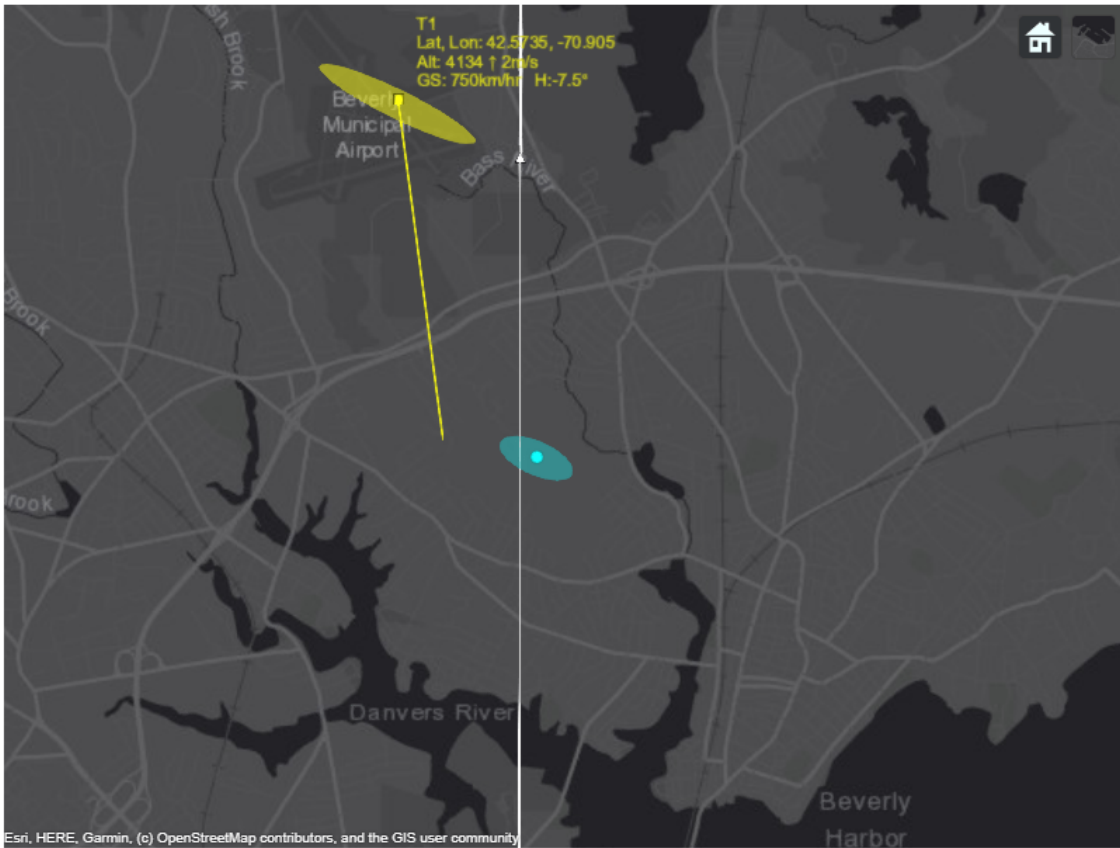 sh Brook
T1
Lat, Lon: 42.5735, -70.905
Alt: 4134 ↑ 2m/s
GS: 750km/hr H:-7.5°
Beverly
Municipal
Airport
Bass River
Brook
rook
Danvers River
Beverly
Harbor
Esri, HERE, Garmin, (c) OpenStreetMap contributors, and the GIS user community